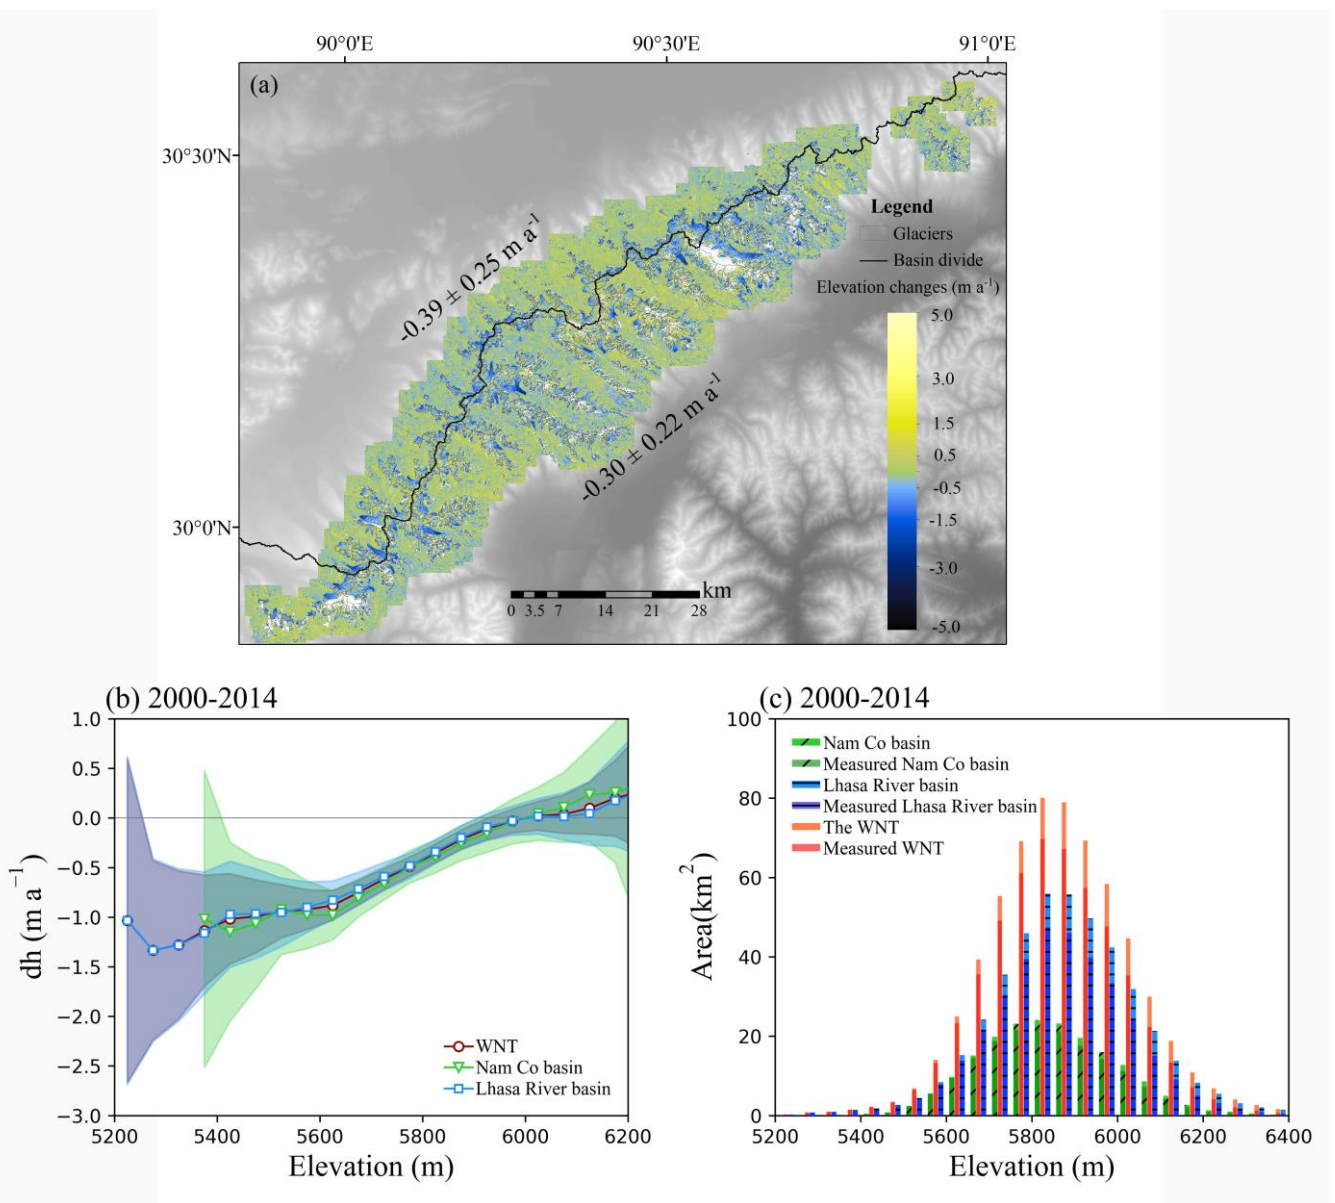 90°0'E 90°30'E 91°0'E
(a)
30°30'N
30°0'N
-0.39 ± 0.25 m a⁻¹
-0.30 ± 0.22 m a⁻¹
Legend
Glaciers
Basin divide
Elevation changes (m a⁻¹)
5.0
3.0
1.5
0.5
-0.5
-1.5
-3.0
-5.0
km
0 3.5 7 14 21 28
(b) 2000-2014
1.0
0.5
0.0
−0.5
−1.0
−1.5
−2.0
−2.5
−3.0
dh (m a⁻¹)
WNT
Nam Co basin
Lhasa River basin
5200 5400 5600 5800 6000 6200
Elevation (m)
(c) 2000-2014
100
80
60
40
20
0
Area(km²)
Nam Co basin
Measured Nam Co basin
Lhasa River basin
Measured Lhasa River basin
The WNT
Measured WNT
5200 5400 5600 5800 6000 6200 6400
Elevation (m)